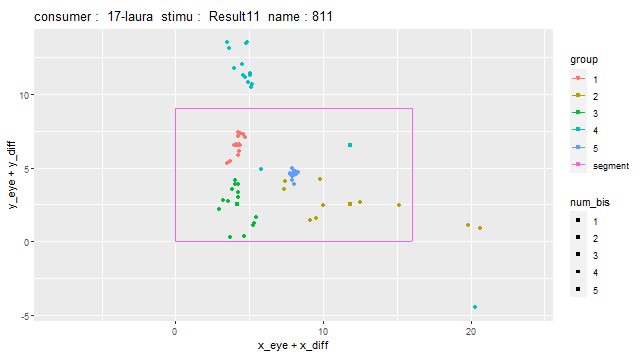 consumer : 17-laura stimu : Result11 name : 811
y_eye + y_diff
10
5
0
-5
0
10
20
x_eye + x_diff
group
1
2
3
4
5
segment
num_bis
1
2
3
4
5